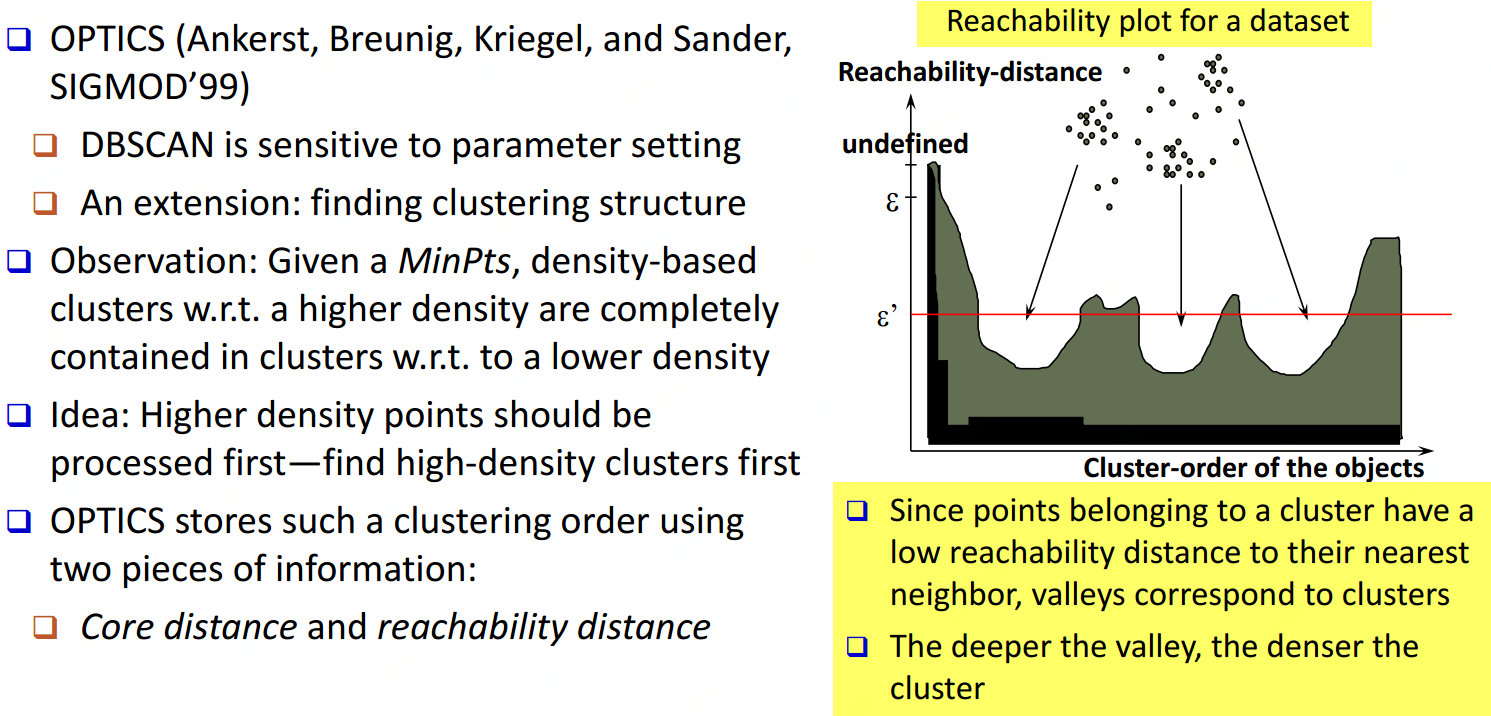 OPTICS (Ankerst, Breunig, Kriegel, and Sander,
SIGMOD’99)
DBSCAN is sensitive to parameter setting
An extension: finding clustering structure
Observation: Given a MinPts, density-based
clusters w.r.t. a higher density are completely
contained in clusters w.r.t. to a lower density
Idea: Higher density points should be
processed first—find high-density clusters first
OPTICS stores such a clustering order using
two pieces of information:
Core distance and reachability distance
Reachability plot for a dataset
Reachability-distance
undefined
ε
ε’
Cluster-order of the objects
Since points belonging to a cluster have a
low reachability distance to their nearest
neighbor, valleys correspond to clusters
The deeper the valley, the denser the
cluster